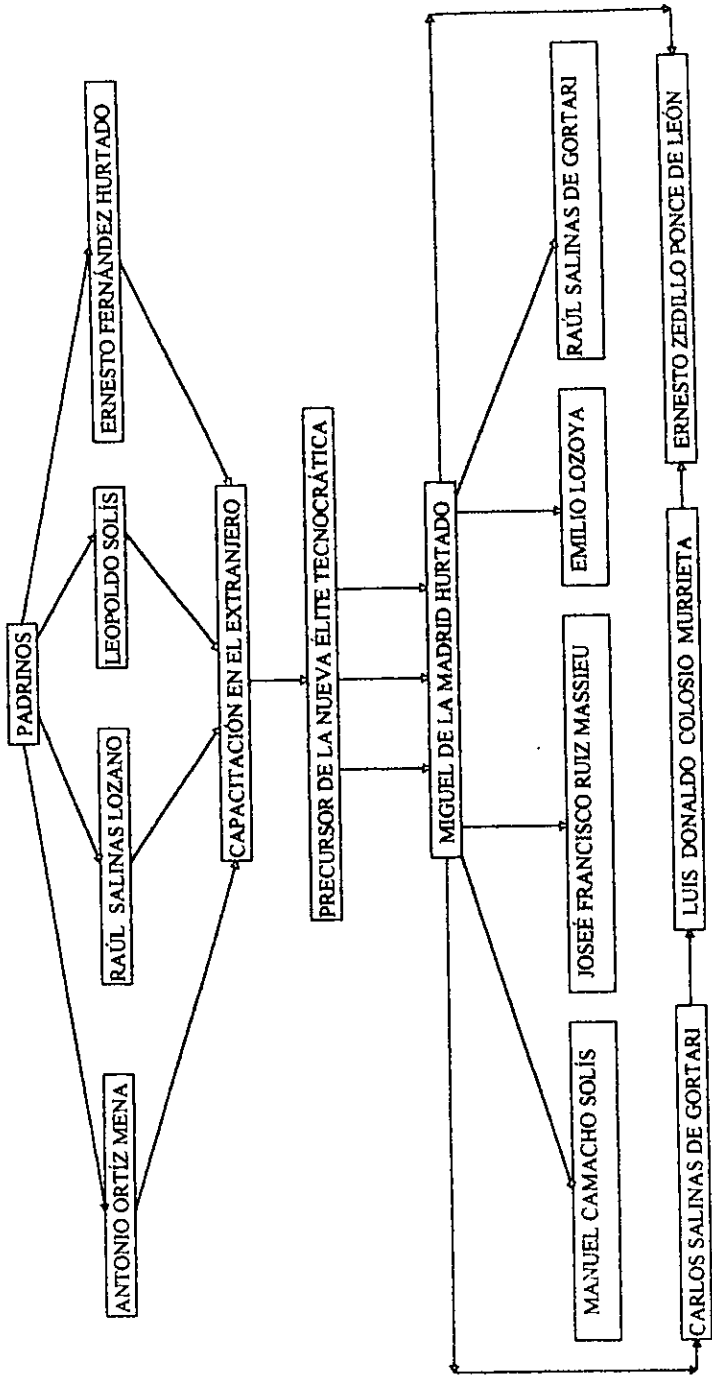 PADRINOS
ANTONIO ORTÍZ MENA
RAÚL SALINAS LOZANO
LEOPOLDO SOLÍS
ERNESTO FERNÁNDEZ HURTADO
CAPACITACIÓN EN EL EXTRANJERO
PRECURSOR DE LA NUEVA ÉLITE TECNOCRÁTICA
MIGUEL DE LA MADRID HURTADO
MANUEL CAMACHO SOLÍS
JOSEÉ FRANCISCO RUIZ MASSIEU
EMILIO LOZOYA
RAÚL SALINAS DE GORTARI
CARLOS SALINAS DE GORTARI
LUIS DONALDO COLOSIO MURRIETA
ERNESTO ZEDILLO PONCE DE LEÓN